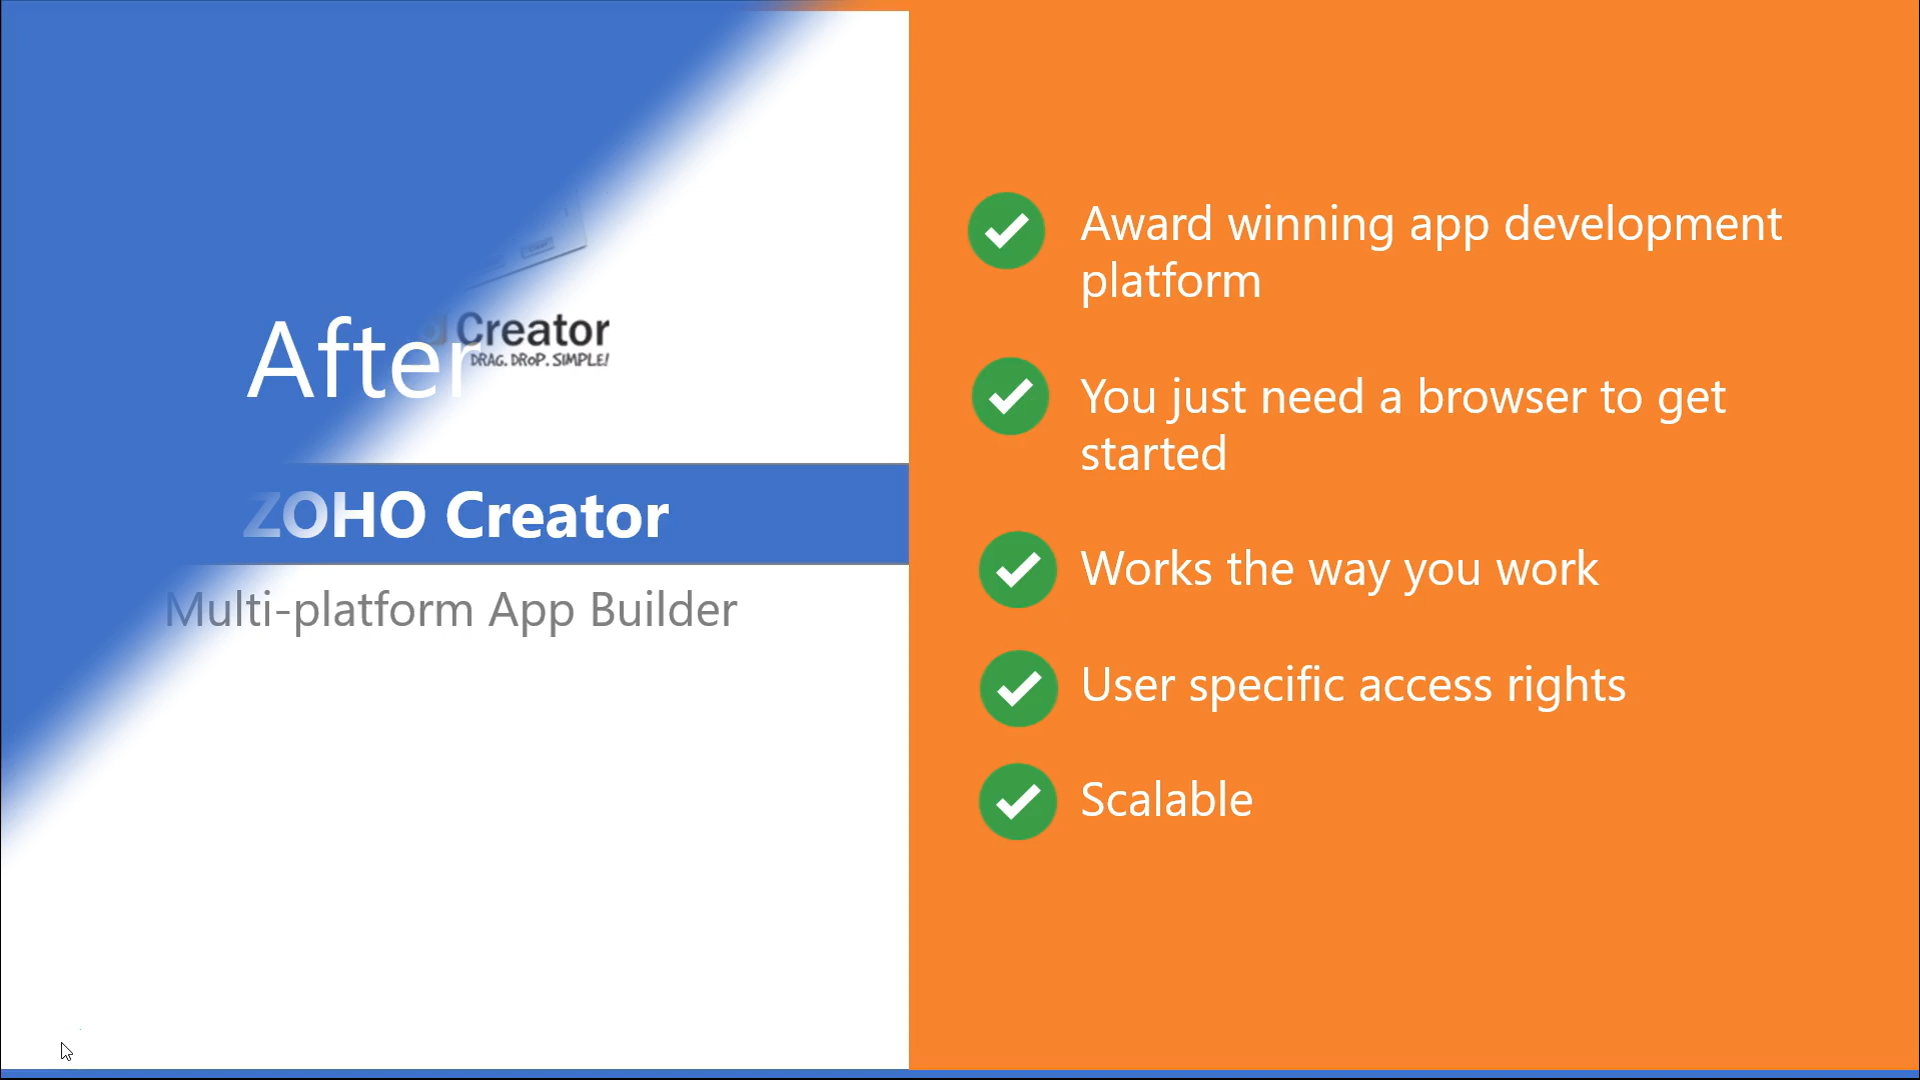 After
Creator
DRAG. DROP. SIMPLE!
ZOHO Creator
Multi-platform App Builder
Award winning app development
platform
You just need a browser to get
started
Works the way you work
User specific access rights
Scalable